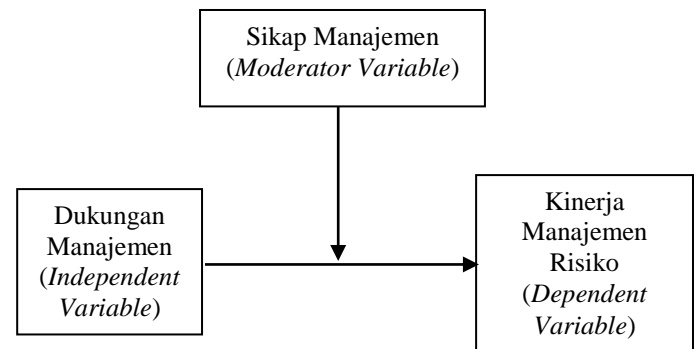 Sikap Manajemen
(Moderator Variable)
Dukungan
Manajemen
(Independent
Variable)
Kinerja
Manajemen
Risiko
(Dependent
Variable)